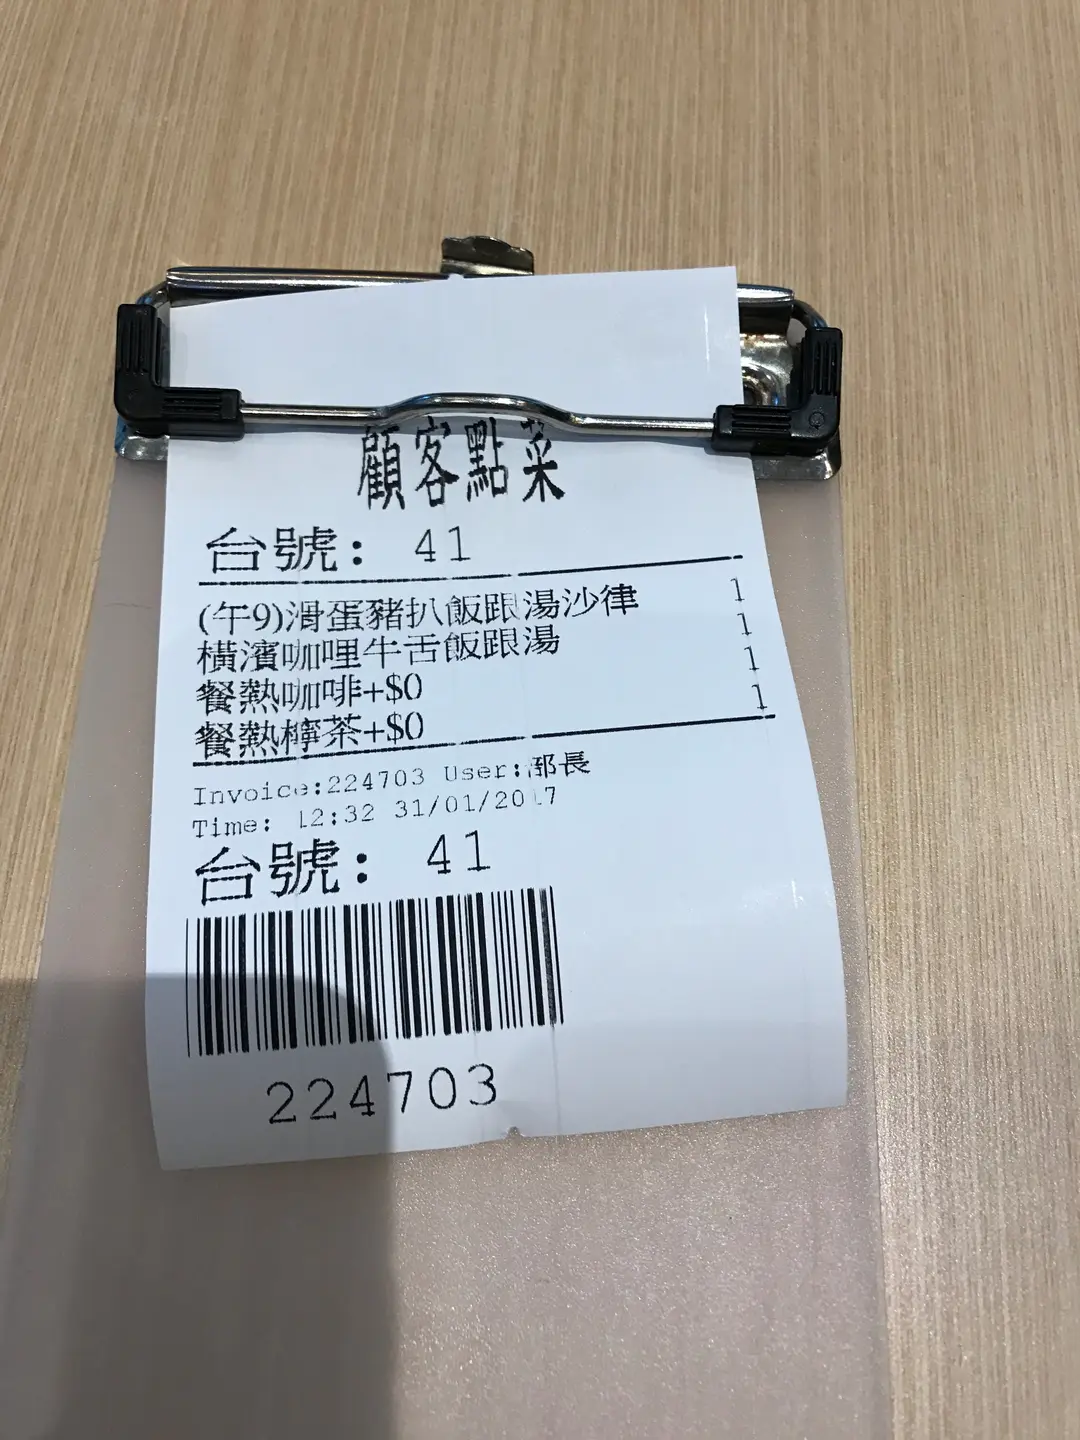 顧客點菜
台號: 41
(午9)滑蛋豬扒飯跟湯沙律 1
橫濱咖哩牛舌飯跟湯 1
餐熱咖啡+$0 1
餐熱檸茶+$0 1
Invoice:224703 User:部長
Time: 12:32 31/01/2017
台號: 41
224703